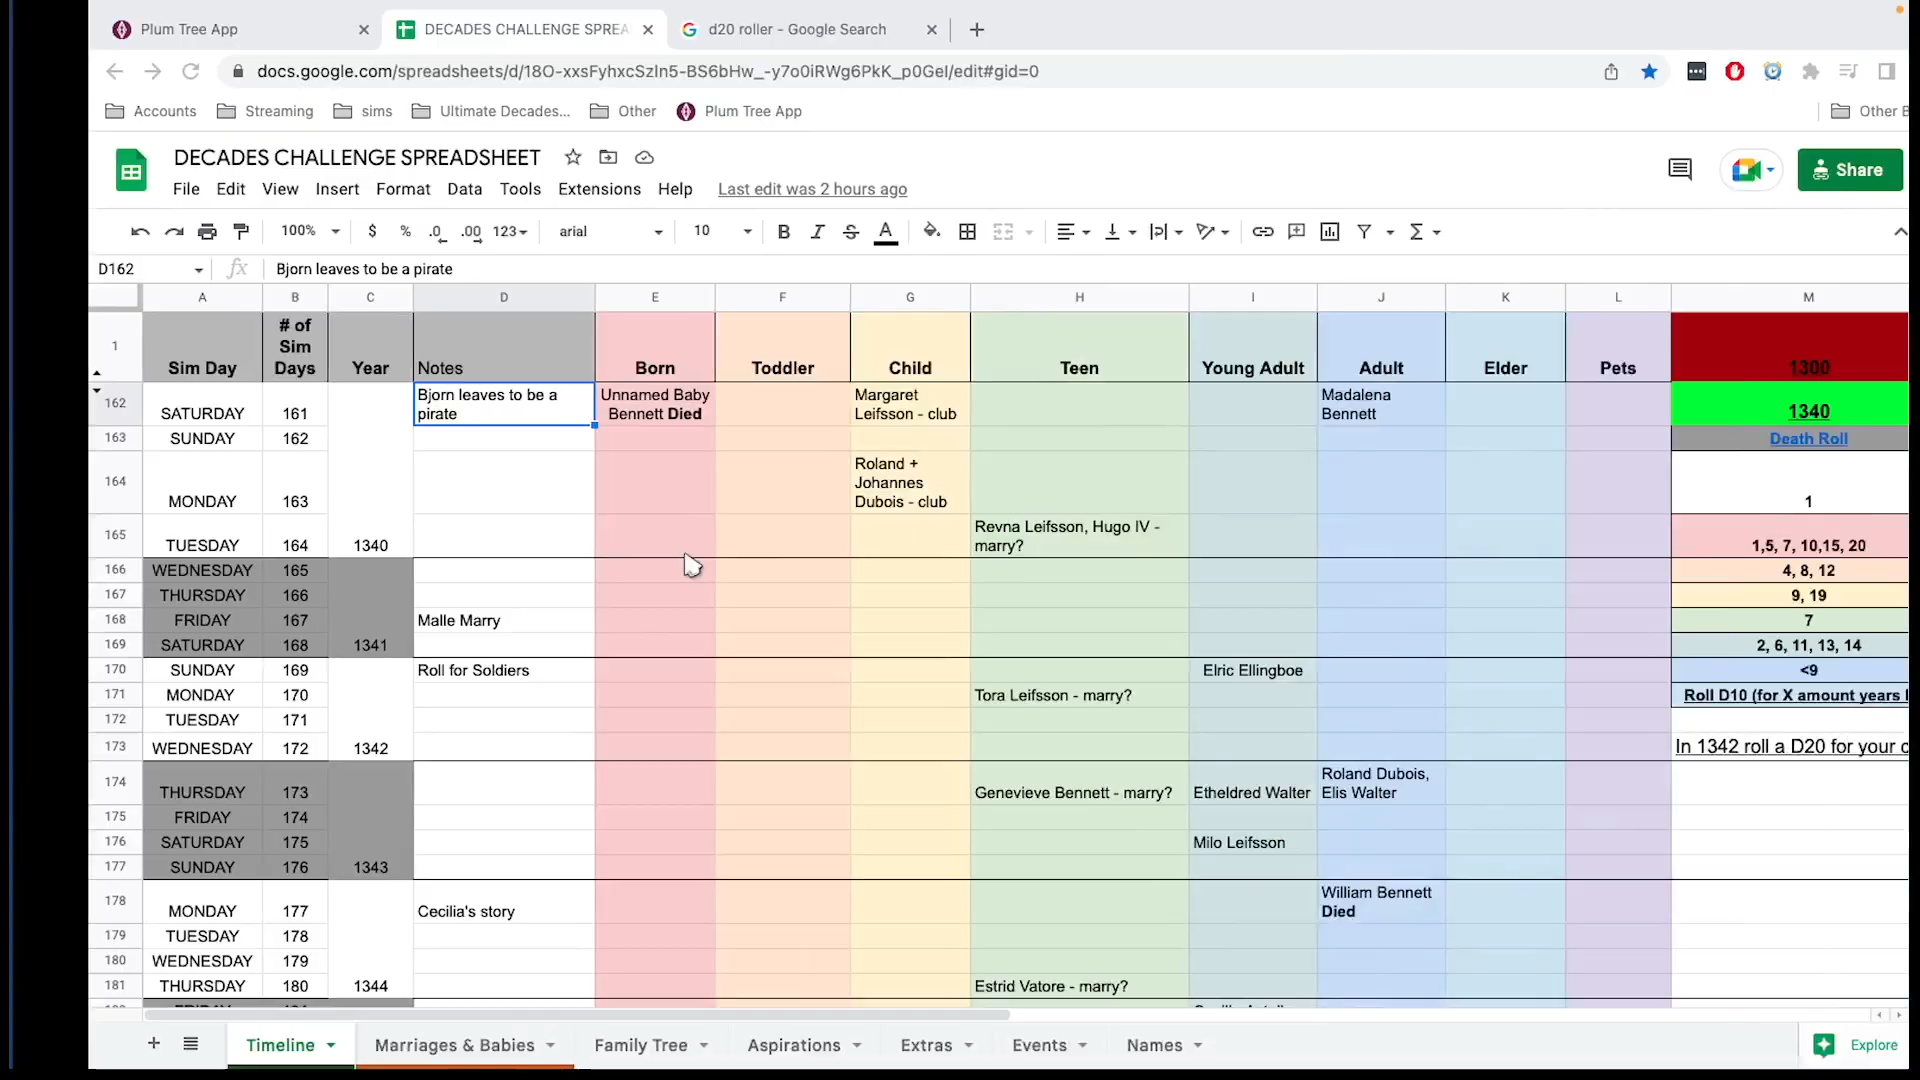 Plum Tree App
DECADES CHALLENGE SPREA
d20 roller - Google Search
docs.google.com/spreadsheets/d/18O-xxsFyhxcSzIn5-BS6bHw_-y7o0iRWg6PkK_p0GeI/edit#gid=0
Accounts
Streaming
sims
Ultimate Decades...
Other
Plum Tree App
Other B
DECADES CHALLENGE SPREADSHEET
File Edit View Insert Format Data Tools Extensions Help Last edit was 2 hours ago
Share
100% $ % .0 .00 123 arial 10 B I S A
D162 fx Bjorn leaves to be a pirate
A B C D E F G H I J K L M
1 Sim Day # of Sim Days Year Notes Born Toddler Child Teen Young Adult Adult Elder Pets 1300
162 SATURDAY 161 Bjorn leaves to be a pirate Unnamed Baby Bennett Died Margaret Leifsson - club Madalena Bennett 1340
163 SUNDAY 162 Death Roll
164 MONDAY 163 Roland + Johannes Dubois - club 1
165 TUESDAY 164 1340 Revna Leifsson, Hugo IV - marry? 1,5, 7, 10,15, 20
166 WEDNESDAY 165 4, 8, 12
167 THURSDAY 166 9, 19
168 FRIDAY 167 Malle Marry 7
169 SATURDAY 168 1341 2, 6, 11, 13, 14
170 SUNDAY 169 Roll for Soldiers Elric Ellingboe <9
171 MONDAY 170 Tora Leifsson - marry? Roll D10 (for X amount years
172 TUESDAY 171
173 WEDNESDAY 172 1342 In 1342 roll a D20 for your
174 THURSDAY 173 Genevieve Bennett - marry? Etheldred Walter Roland Dubois, Elis Walter
175 FRIDAY 174
176 SATURDAY 175 Milo Leifsson
177 SUNDAY 176 1343
178 MONDAY 177 Cecilia's story William Bennett Died
179 TUESDAY 178
180 WEDNESDAY 179
181 THURSDAY 180 1344 Estrid Vatore - marry?
Timeline Marriages & Babies Family Tree Aspirations Extras Events Names Explore